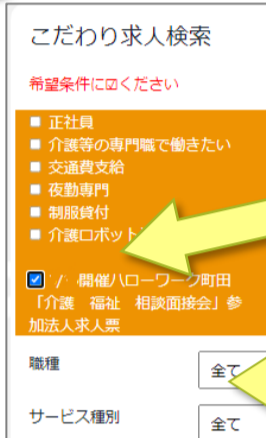 こだわり求人検索
希望条件に☑ください
正社員
介護等の専門職で働きたい
交通費支給
夜勤専門
制服貸付
介護ロボット
/ 開催ハローワーク町田
「介護 福祉 相談面接会」参
加法人求人票
職種
全て
サービス種別
全て